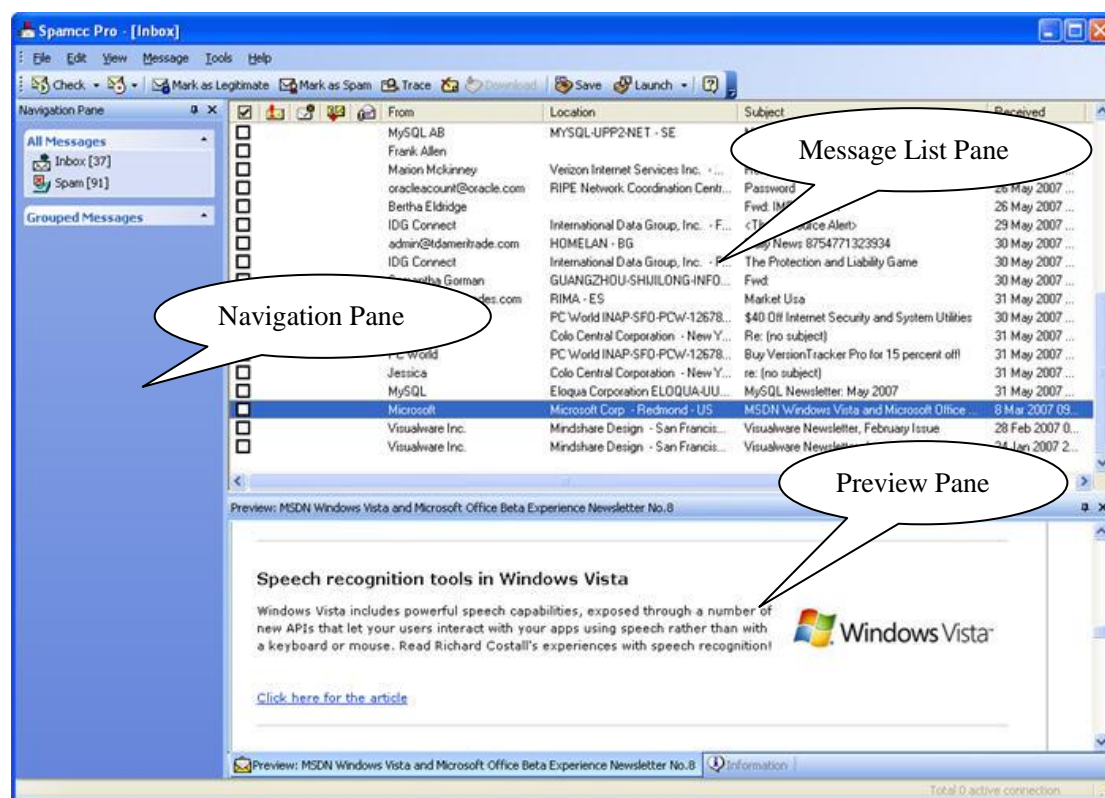 Spamcc Pro - [Inbox]
File Edit View Message Tools Help
Check Mark as Legitimate Mark as Spam Trace Download Save Launch
Navigation Pane
All Messages
Inbox [37]
Spam [91]
Grouped Messages
From Location Subject Received
MySQL AB MYSQL-UPP2-NET - SE
Frank Allen
Marion Mckinney Verizon Internet Services Inc. - ...
oracleacount@oracle.com RIPE Network Coordination Centr... Password 26 May 2007 ...
Bertha Eldridge Fwd: 26 May 2007 ...
IDG Connect International Data Group, Inc. - F... 29 May 2007 ...
admin@tdameritrade.com HOMELAN - BG News 8754771323934 30 May 2007 ...
IDG Connect International Data Group, Inc. - F... The Protection and Liability Game 30 May 2007 ...
Gorman GUANGZHOU-SHIJILONG-INFO... Fwd: 30 May 2007 ...
RIMA - ES Market Usa 31 May 2007 ...
PC World INAP-SFO-PCW-12678... $40 Off Internet Security and System Utilities 30 May 2007 ...
Colo Central Corporation - New Y... Re: (no subject) 31 May 2007 ...
PC World PC World INAP-SFO-PCW-12678... Buy VersionTracker Pro for 15 percent off! 31 May 2007 ...
Jessica Colo Central Corporation - New Y... re: (no subject) 31 May 2007 ...
MySQL Eloqua Corporation ELOQUA-UU... MySQL Newsletter: May 2007 31 May 2007 ...
Microsoft Microsoft Corp - Redmond - US MSDN Windows Vista and Microsoft Office ... 8 Mar 2007 09...
Visualware Inc. Mindshare Design - San Francis... Visualware Newsletter, February Issue 28 Feb 2007 0...
Visualware Inc. Mindshare Design - San Francis... Visualware 24 Jan 2007 2...
Message List Pane
Navigation Pane
Preview Pane
Preview: MSDN Windows Vista and Microsoft Office Beta Experience Newsletter No.8
Speech recognition tools in Windows Vista
Windows Vista includes powerful speech capabilities, exposed through a number of
new APIs that let your users interact with your apps using speech rather than with
a keyboard or mouse. Read Richard Costall's experiences with speech recognition!
Windows Vista
Click here for the article
Preview: MSDN Windows Vista and Microsoft Office Beta Experience Newsletter No.8 Information
Total 0 active connection